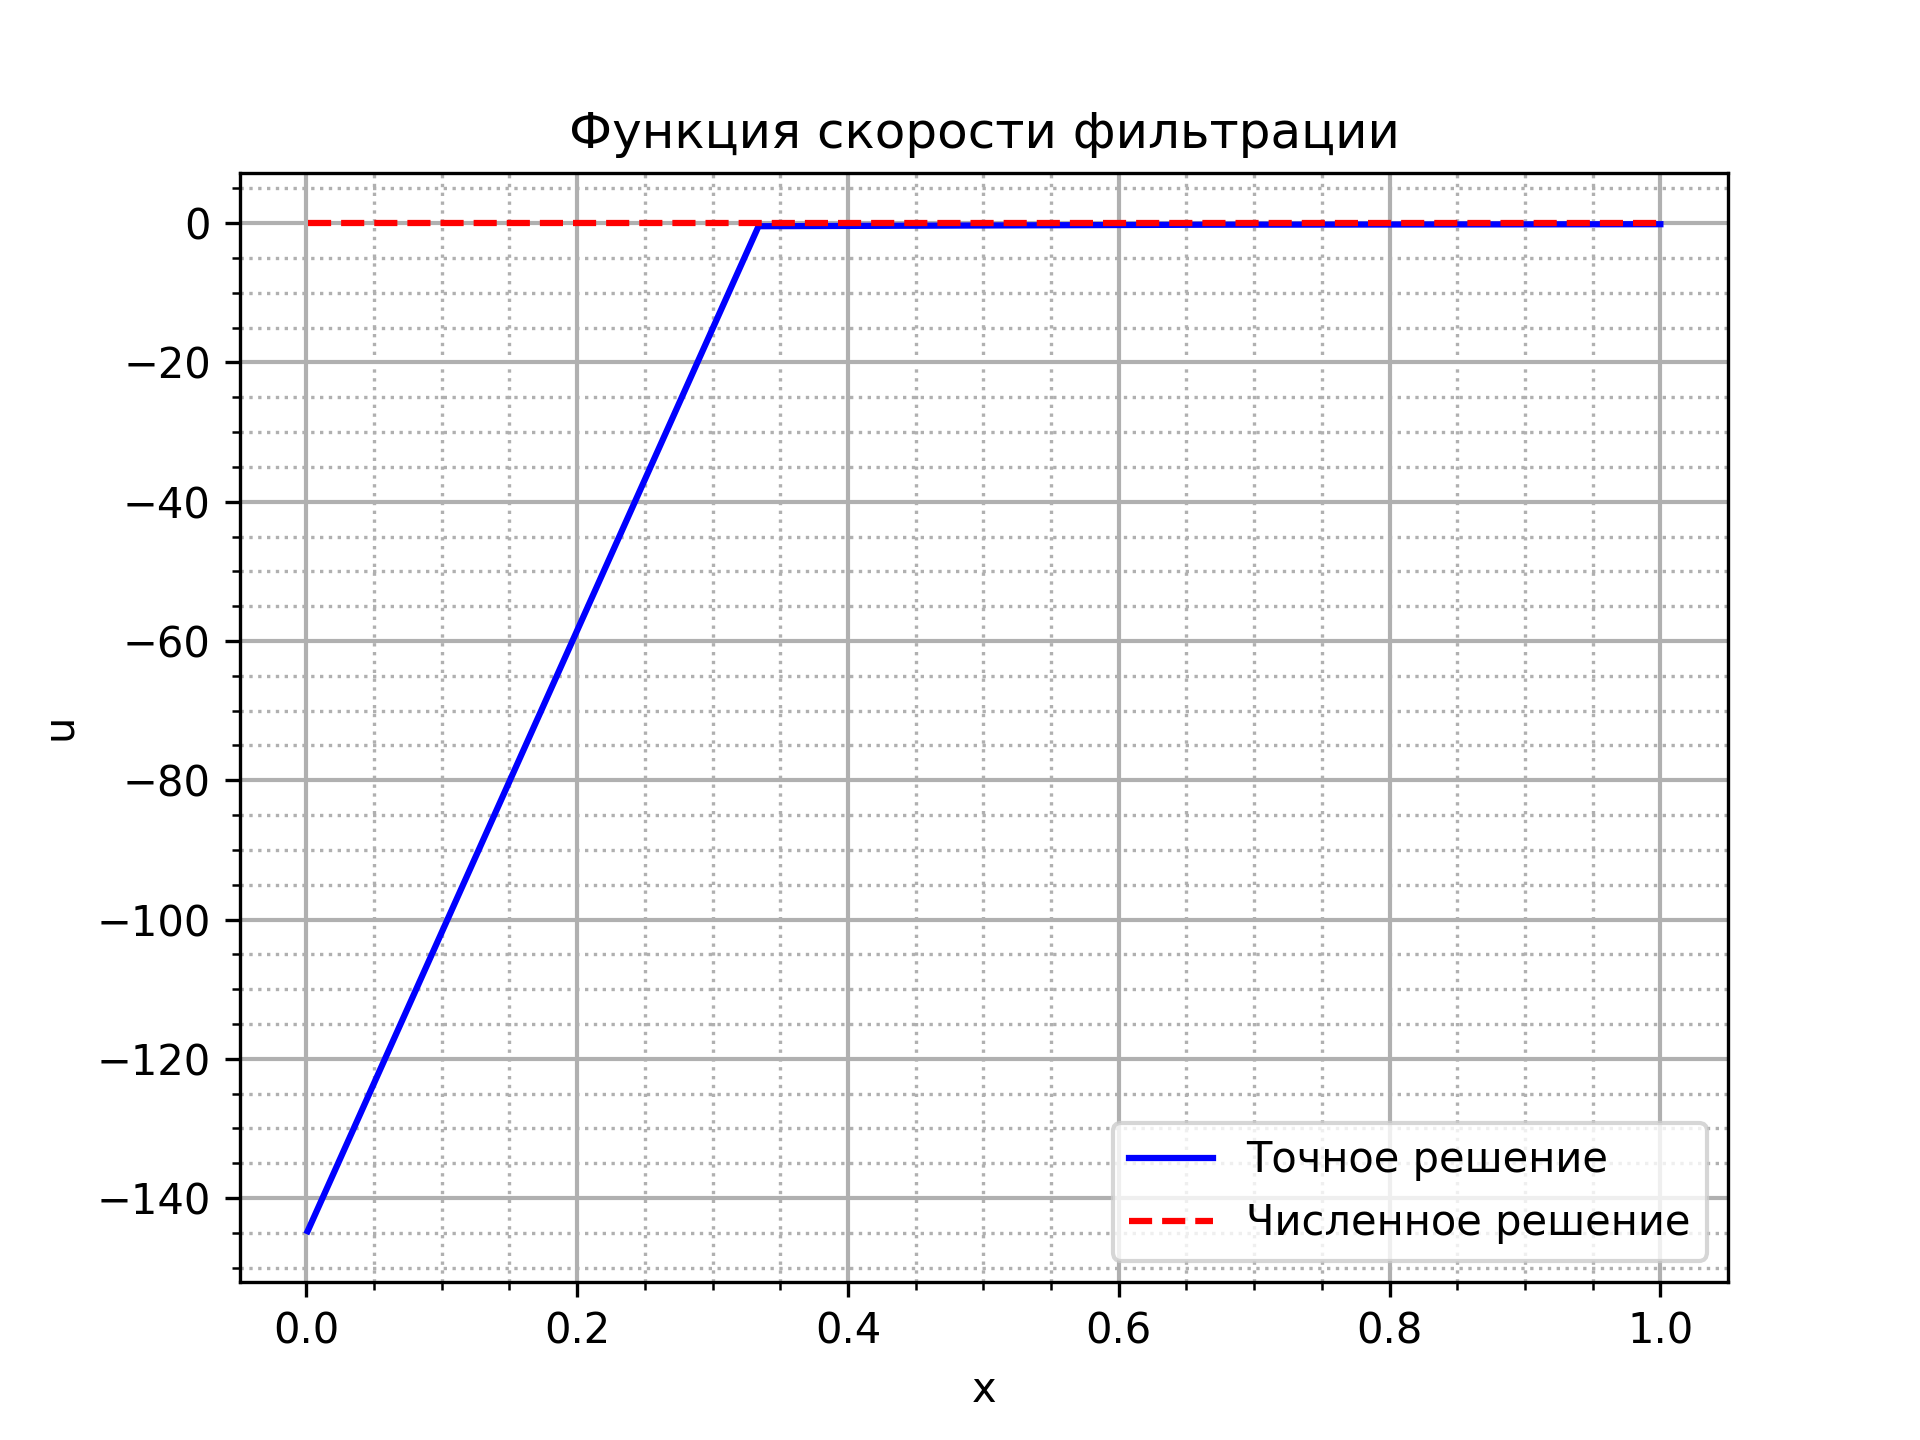 Функция скорости фильтрации
0
−20
−40
−60
−80
−100
−120
−140
u
0.0 0.2 0.4 0.6 0.8 1.0
x
Точное решение
Численное решение